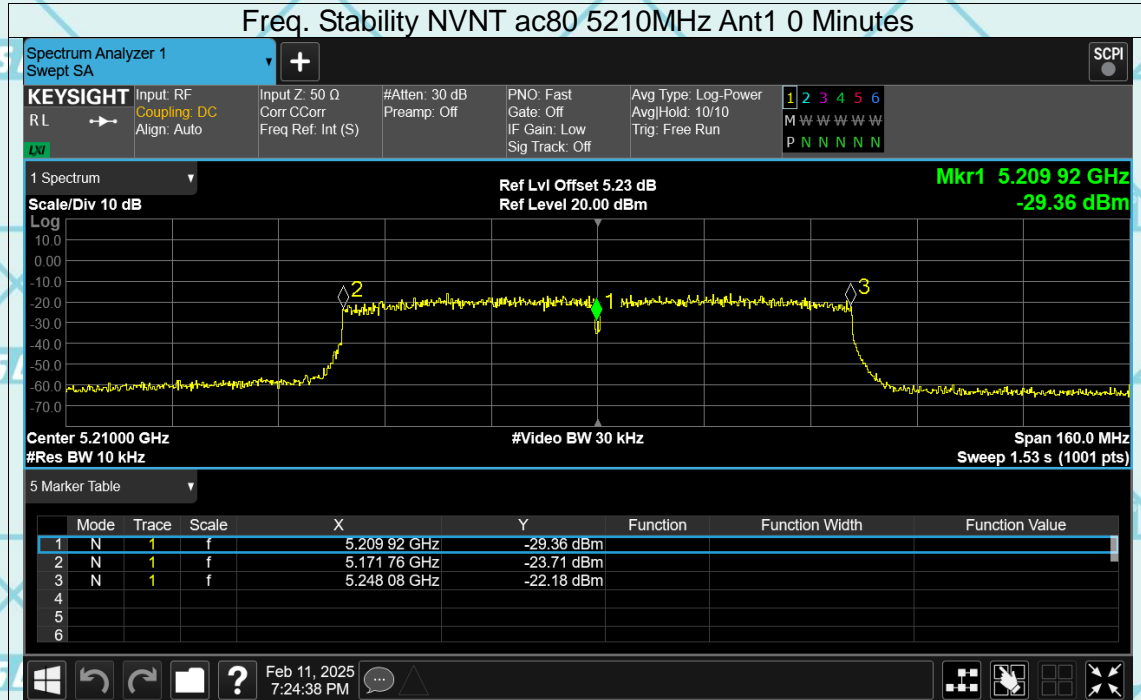 Freq. Stability NVNT ac80 5210MHz Ant1 0 Minutes
Spectrum Analyzer 1
Swept SA
+
SCPI
KEYSIGHT
RL
LXI
Input: RF
Coupling: DC
Align: Auto
Input Z: 50 Ω
Corr CCorr
Freq Ref: Int (S)
#Atten: 30 dB
Preamp: Off
PNO: Fast
Gate: Off
IF Gain: Low
Sig Track: Off
Avg Type: Log-Power
Avg|Hold: 10/10
Trig: Free Run
1 2 3 4 5 6
M W W W W W
P N N N N N
1 Spectrum
Scale/Div 10 dB
Ref Lvl Offset 5.23 dB
Ref Level 20.00 dBm
Mkr1 5.209 92 GHz
-29.36 dBm
Log
10.0
0.00
-10.0
-20.0
-30.0
-40.0
-50.0
-60.0
-70.0
2
1
3
Center 5.21000 GHz
#Video BW 30 kHz
Span 160.0 MHz
#Res BW 10 kHz
Sweep 1.53 s (1001 pts)
5 Marker Table
Mode Trace Scale X Y Function Function Width Function Value
1 N 1 f 5.209 92 GHz -29.36 dBm
2 N 1 f 5.171 76 GHz -23.71 dBm
3 N 1 f 5.248 08 GHz -22.18 dBm
4
5
6
?
Feb 11, 2025
7:24:38 PM